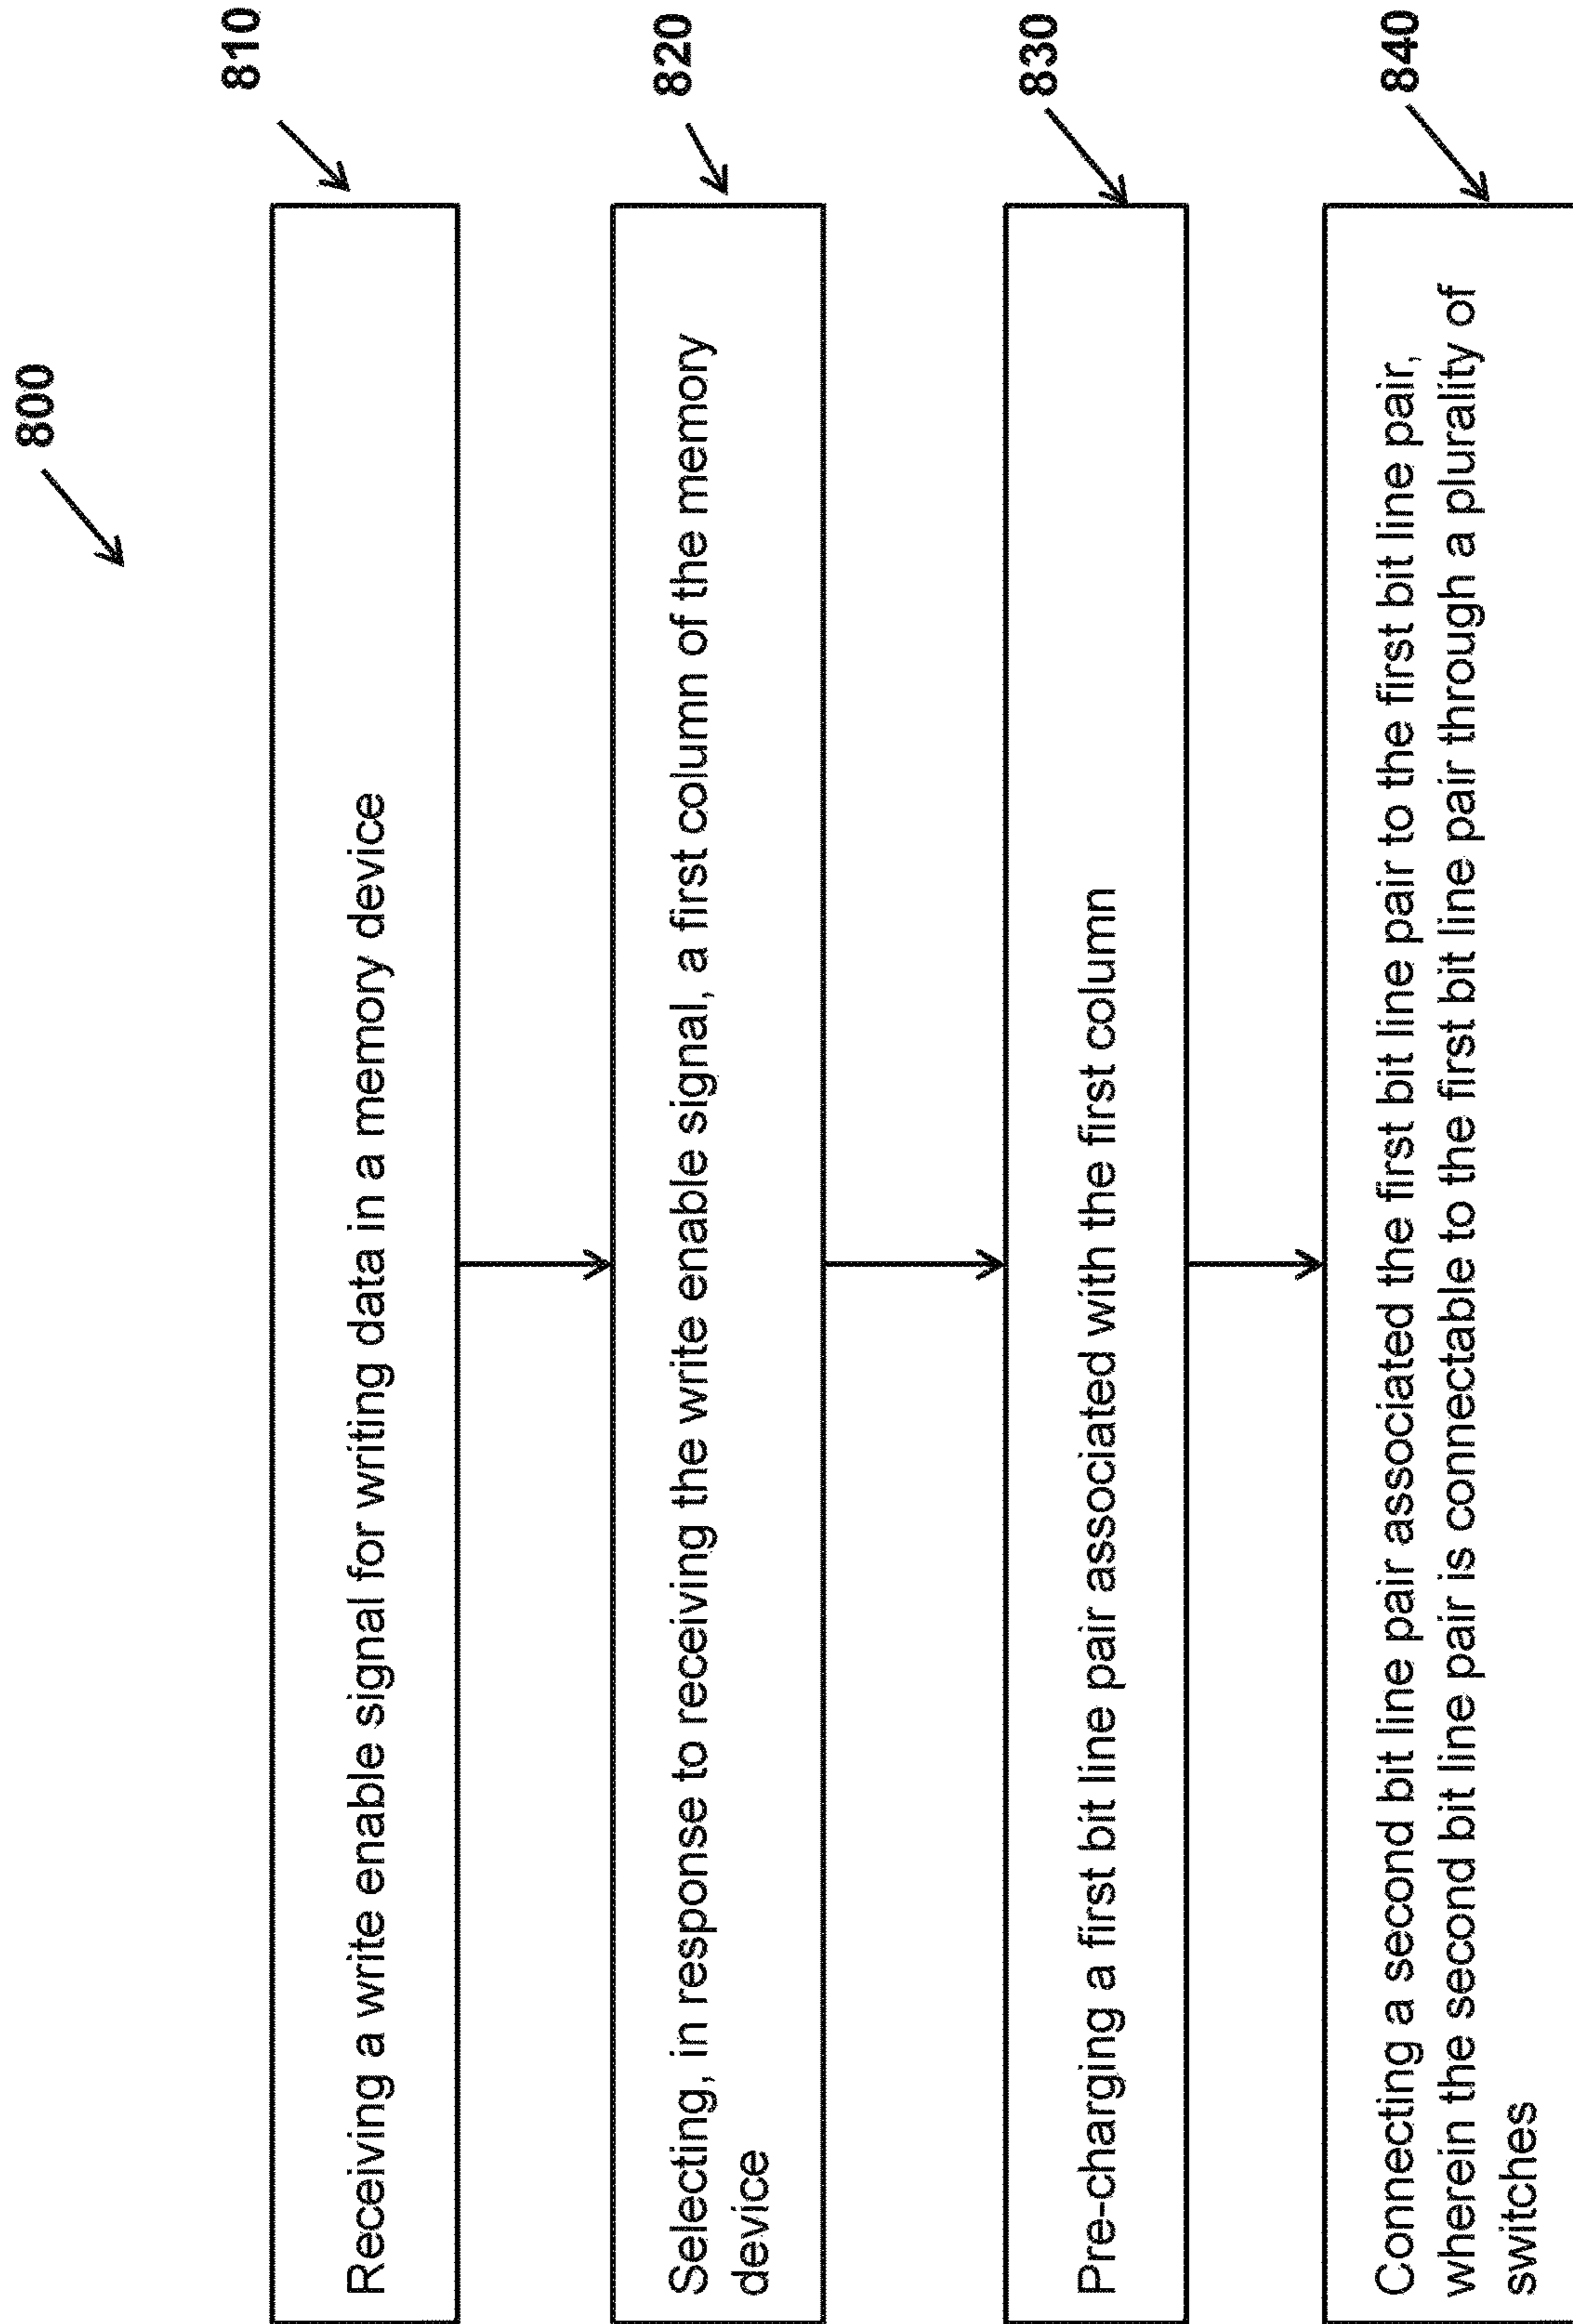 800
810
Receiving a write enable signal for writing data in a memory device
820
Selecting, in response to receiving the write enable signal, a first column of the memory
device
830
Pre-charging a first bit line pair associated with the first column
840
Connecting a second bit line pair associated the first bit line pair to the first bit line pair,
wherein the second bit line pair is connectable to the first bit line pair through a plurality of
switches